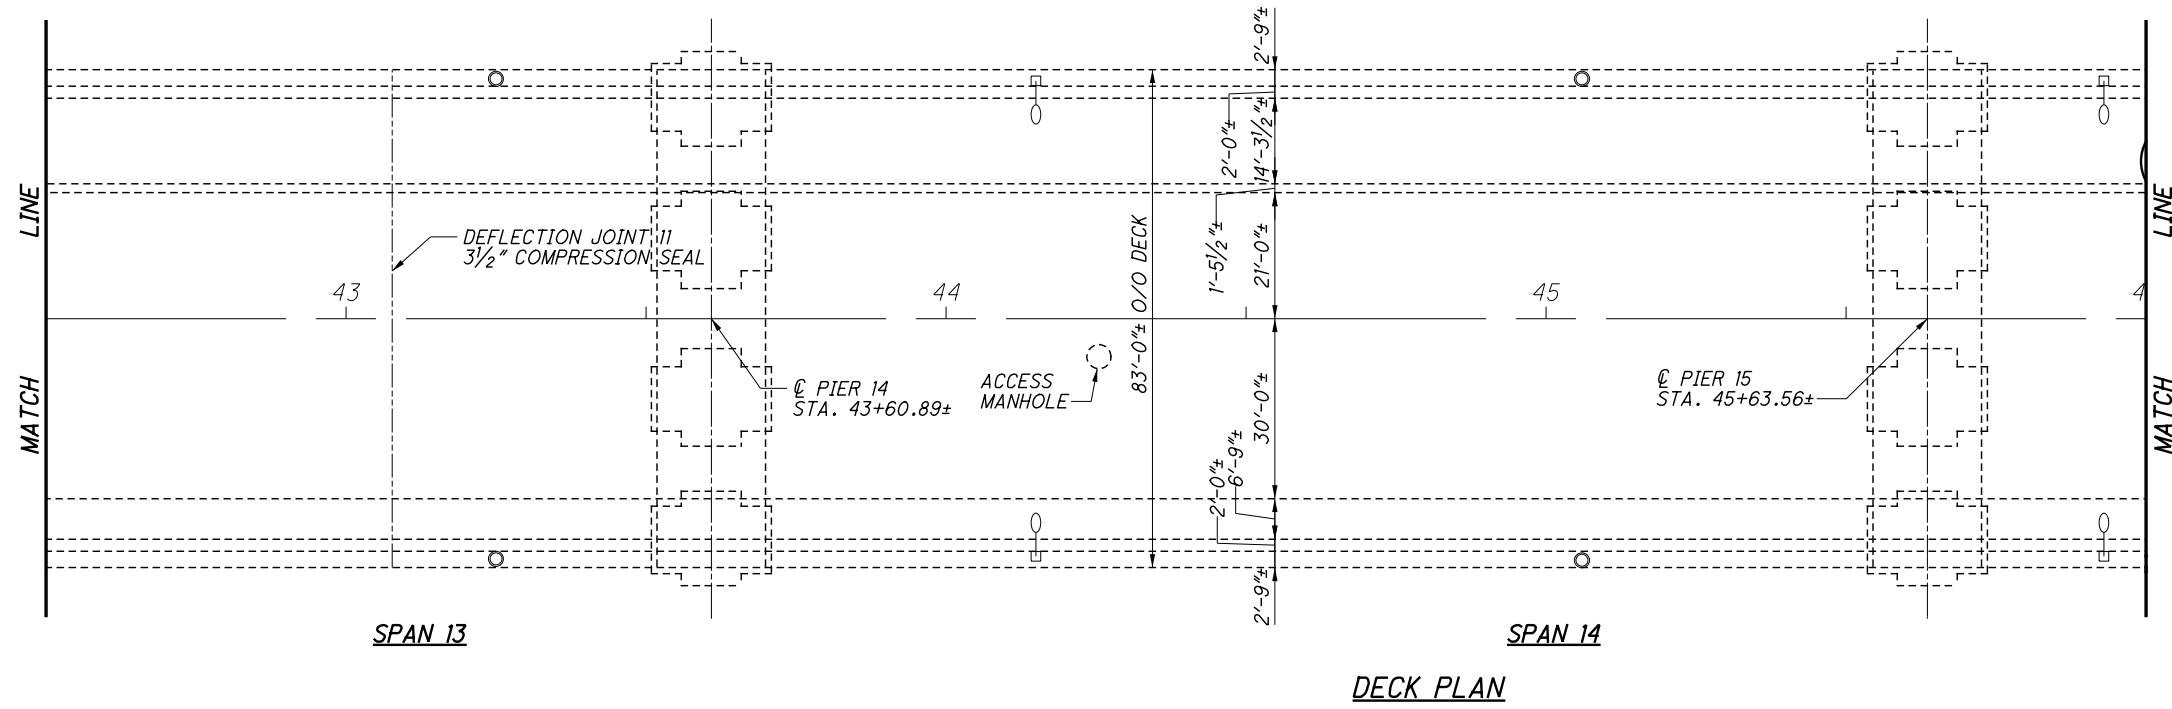 2'-9"±
2'-0"±
14'-3½"±
LINE
LINE
DEFLECTION JOINT 11
3½" COMPRESSION SEAL
1'-5½"±
21'-0"±
83'-0"± O/O DECK
43
44
45
4
MATCH
MATCH
℄ PIER 14
STA. 43+60.89±
ACCESS
MANHOLE
30'-0"±
℄ PIER 15
STA. 45+63.56±
2'-0"±
6'-9"±
2'-9"±
SPAN 13
SPAN 14
DECK PLAN